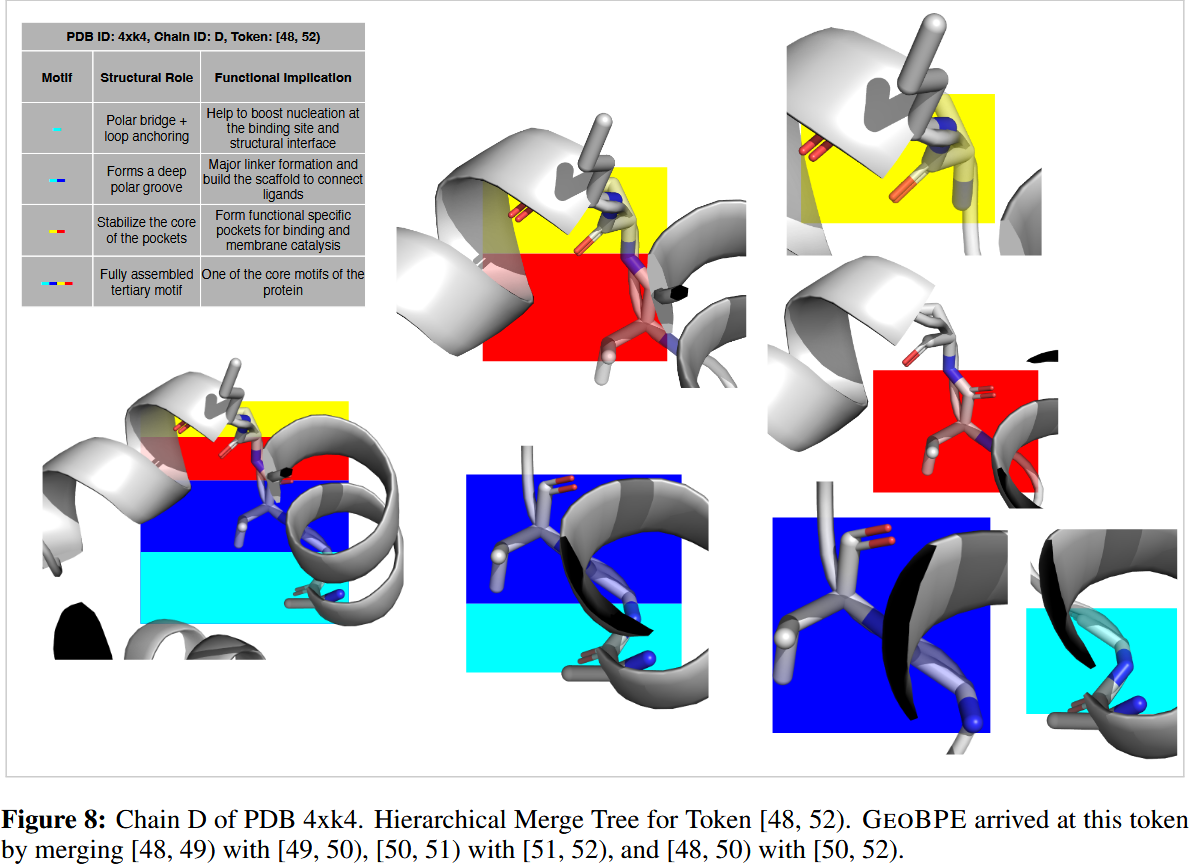 PDB ID: 4xk4, Chain ID: D, Token: [48, 52)
Motif
Structural Role
Functional Implication
Polar bridge +
loop anchoring
Help to boost nucleation at
the binding site and
structural interface
Forms a deep
polar groove
Major linker formation and
build the scaffold to connect
ligands
Stabilize the core
of the pockets
Form functional specific
pockets for binding and
membrane catalysis
Fully assembled
tertiary motif
One of the core motifs of the
protein
Figure 8: Chain D of PDB 4xk4. Hierarchical Merge Tree for Token [48, 52). GEOBPE arrived at this token
by merging [48, 49) with [49, 50), [50, 51) with [51, 52), and [48, 50) with [50, 52).